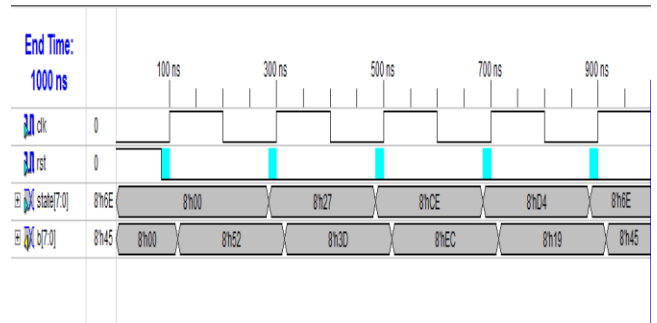 End Time:
1000 ns
100 ns 300 ns 500 ns 700 ns 900 ns
clk 0
rst 0
state[7:0] 8'h6E 8'h00 8'h27 8'hCE 8'hD4 8'h6E
b[7:0] 8'h45 8'h00 8'h52 8'h3D 8'hEC 8'h19 8'h45